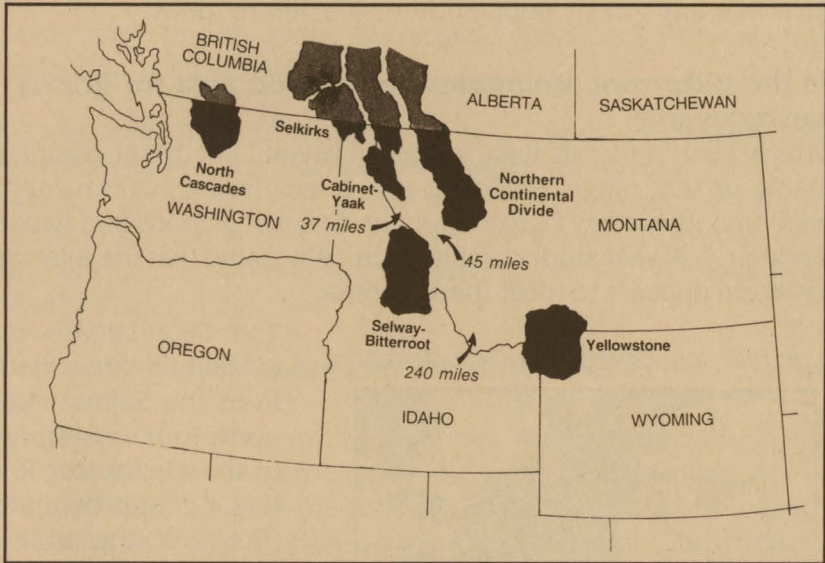 BRITISH
COLUMBIA
ALBERTA
SASKATCHEWAN
Selkirks
North
Cascades
Cabinet-
Yaak
Northern
Continental
Divide
WASHINGTON
37 miles
MONTANA
45 miles
Selway-
Bitterroot
Yellowstone
OREGON
240 miles
IDAHO
WYOMING